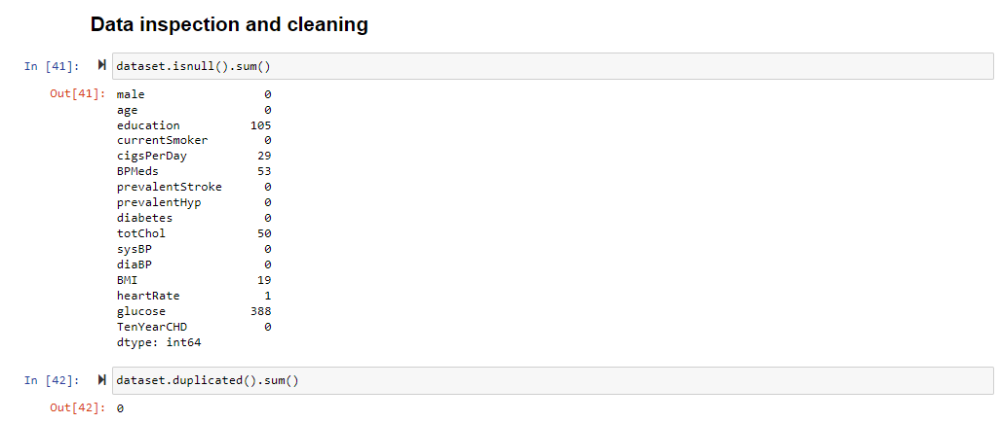 Data inspection and cleaning
In [41]: dataset.isnull().sum()
Out[41]: male 0
age 0
education 105
currentSmoker 0
cigsPerDay 29
BPMeds 53
prevalentStroke 0
prevalentHyp 0
diabetes 0
totChol 50
sysBP 0
diaBP 0
BMI 19
heartRate 1
glucose 388
TenYearCHD 0
dtype: int64
In [42]: dataset.duplicated().sum()
Out[42]: 0